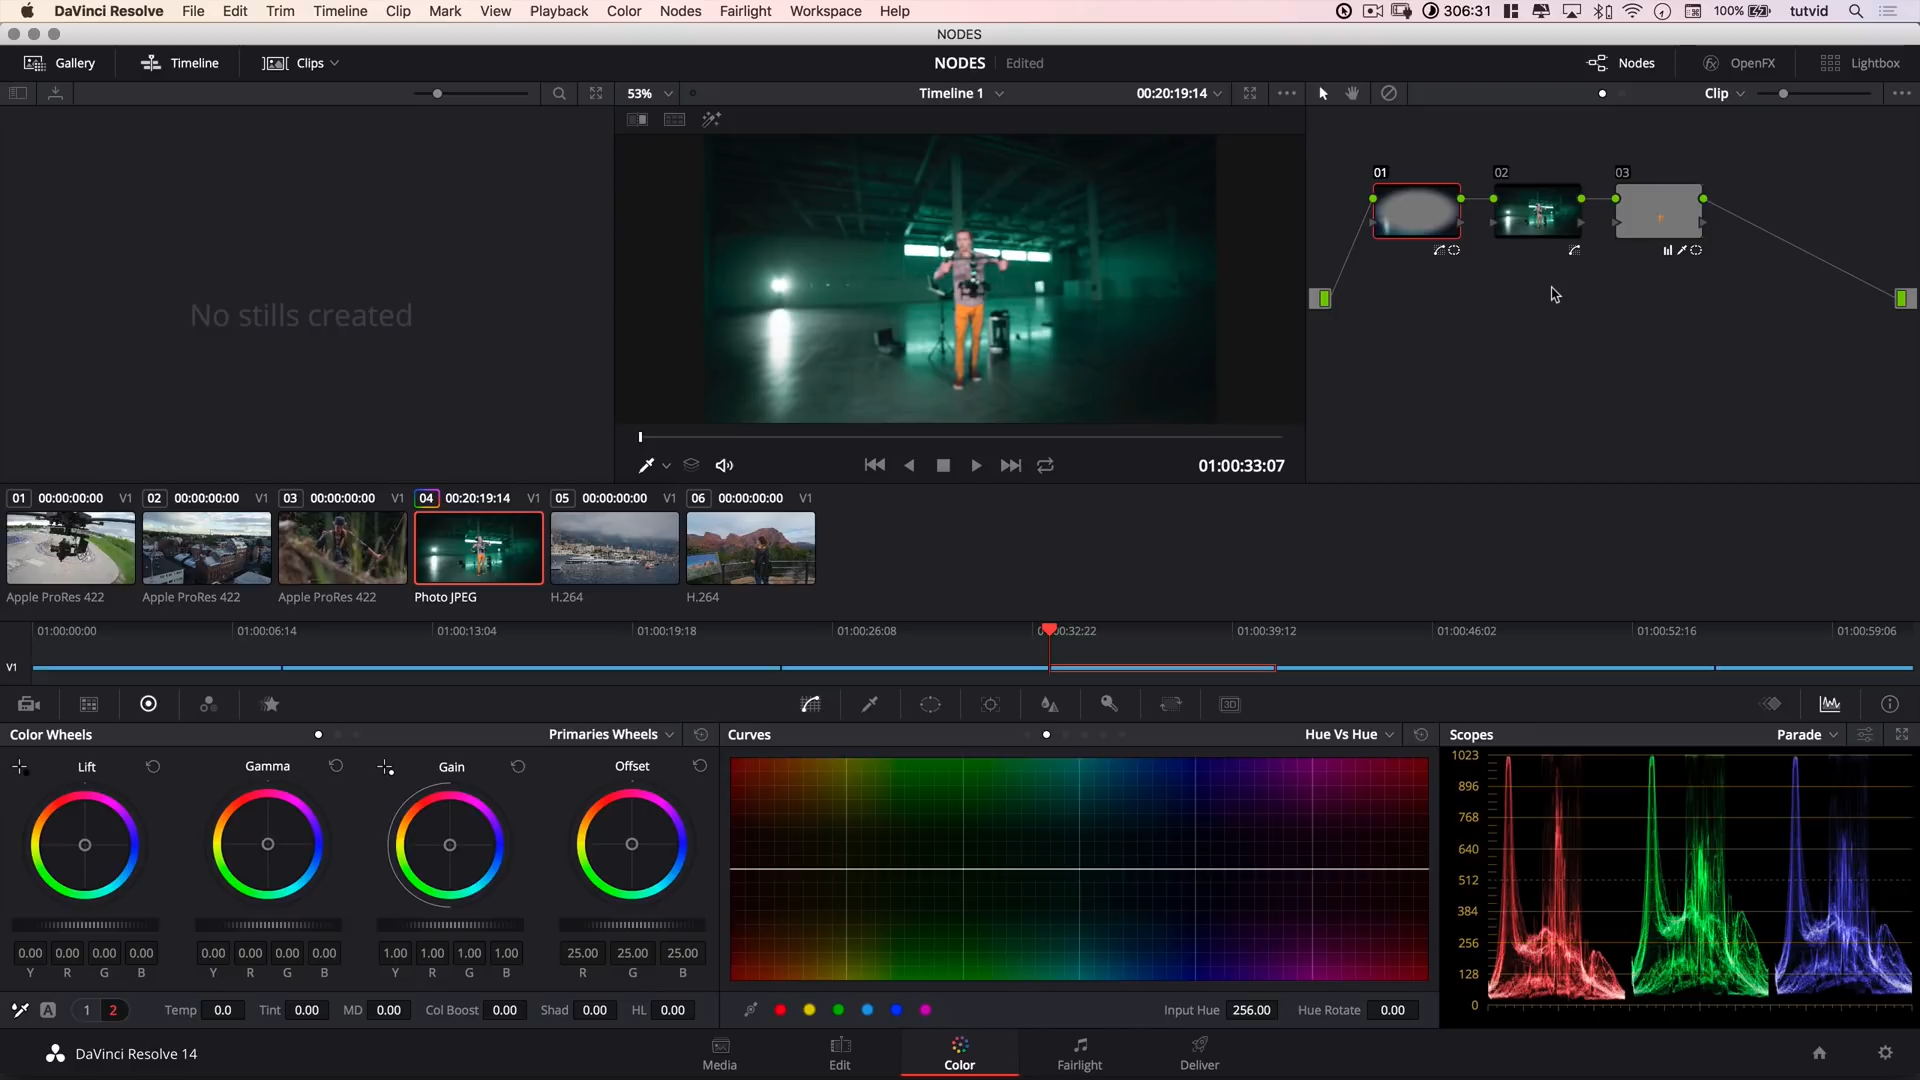 DaVinci Resolve File Edit Trim Timeline Clip Mark View Playback Color Nodes Fairlight Workspace Help 306:31 100% tutvid
NODES
Gallery Timeline Clips NODES Edited Nodes OpenFX Lightbox
53% Timeline 1 00:20:19:14 Clip
01 02 03
No stills created
01:00:33:07
01 00:00:00:00 V1 02 00:00:00:00 V1 03 00:00:00:00 V1 04 00:20:19:14 V1 05 00:00:00:00 V1 06 00:00:00:00 V1
Apple ProRes 422 Apple ProRes 422 Apple ProRes 422 Photo JPEG H.264 H.264
01:00:00:00 01:00:06:14 01:00:13:04 01:00:19:18 01:00:26:08 01:00:32:22 01:00:39:12 01:00:46:02 01:00:52:16 01:00:59:06
V1
3D
Color Wheels Primaries Wheels Curves Hue Vs Hue Scopes Parade
Lift Gamma Gain Offset
1023
896
768
640
512
384
256
128
0
0.00 0.00 0.00 0.00 0.00 0.00 0.00 0.00 1.00 1.00 1.00 1.00 25.00 25.00 25.00
Y R G B Y R G B Y R G B R G B
A 1 2 Temp 0.0 Tint 0.00 MD 0.00 Col Boost 0.00 Shad 0.00 HL 0.00 Input Hue 256.00 Hue Rotate 0.00
DaVinci Resolve 14 Media Edit Color Fairlight Deliver